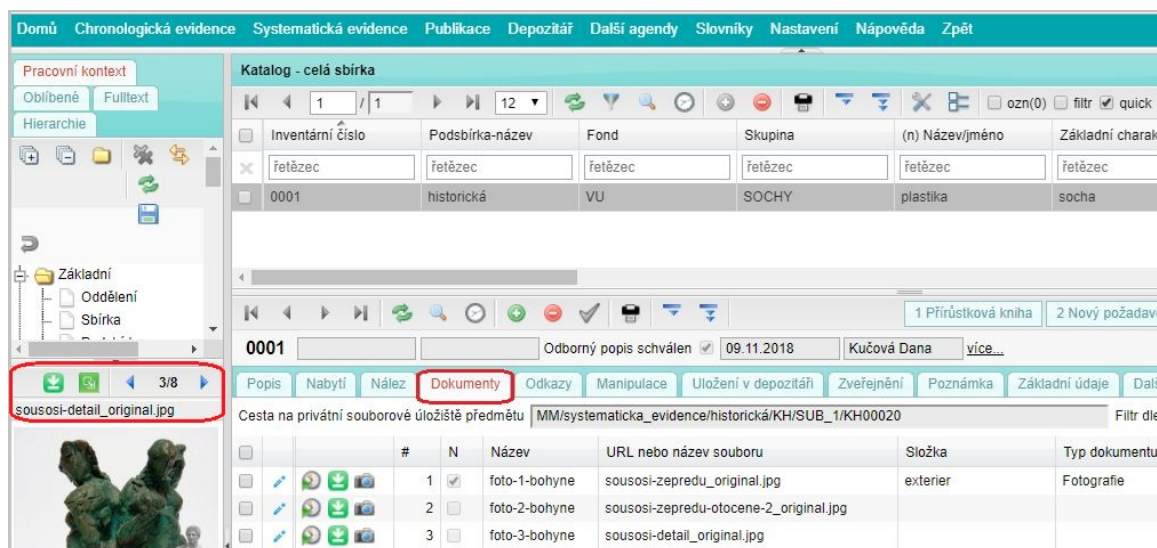 Domů Chronologická evidence Systematická evidence Publikace Depozitář Další agendy Slovníky Nastavení Nápověda Zpět
Pracovní kontext
Oblíbené Fulltext
Hierarchie
Základní
Oddělení
Sbírka
3/8
sousosi-detail_original.jpg
Katalog - celá sbírka
1 / 1 12 ozn(0) filtr quick
Inventární číslo Podsbírka-název Fond Skupina (n) Název/jméno Základní charak
řetězec řetězec řetězec řetězec řetězec řetězec
0001 historická VU SOCHY plastika socha
1 Přírůstková kniha 2 Nový požadave
0001 Odborný popis schválen 09.11.2018 Kučová Dana více...
Popis Nabytí Nález Dokumenty Odkazy Manipulace Uložení v depozitáři Zveřejnění Poznámka Základní údaje Dal
Cesta na privátní souborové úložiště předmětu MM/systematicka_evidence/historická/KH/SUB_1/KH00020 Filtr dle
# N Název URL nebo název souboru Složka Typ dokumentu
1 foto-1-bohyne sousosi-zepredu_original.jpg exterier Fotografie
2 foto-2-bohyne sousosi-zepredu-otocene-2_original.jpg
3 foto-3-bohyne sousosi-detail_original.jpg